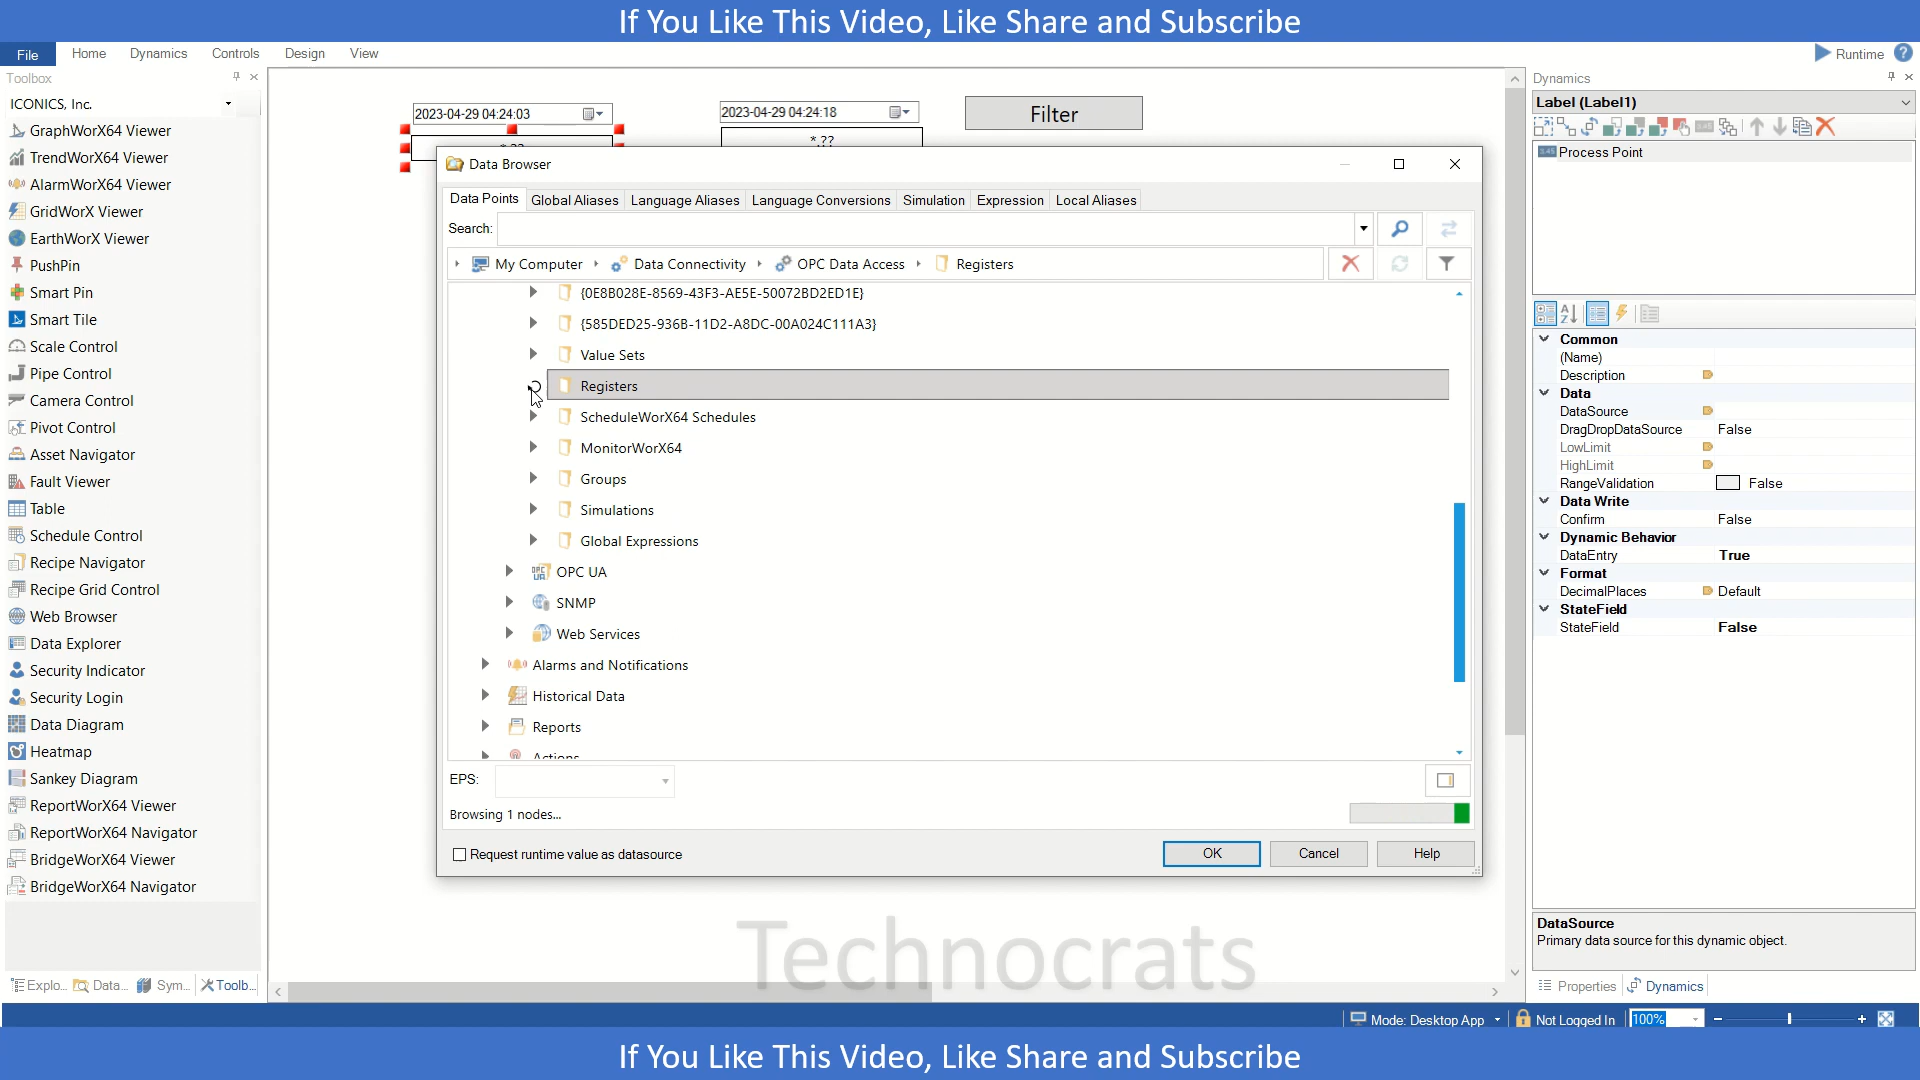 If You Like This Video, Like Share and Subscribe
File Home Dynamics Controls Design View Runtime
Toolbox
ICONICS, Inc.
GraphWorX64 Viewer
TrendWorX64 Viewer
AlarmWorX64 Viewer
GridWorX Viewer
EarthWorX Viewer
PushPin
Smart Pin
Smart Tile
Scale Control
Pipe Control
Camera Control
Pivot Control
Asset Navigator
Fault Viewer
Table
Schedule Control
Recipe Navigator
Recipe Grid Control
Web Browser
Data Explorer
Security Indicator
Security Login
Data Diagram
Heatmap
Sankey Diagram
ReportWorX64 Viewer
ReportWorX64 Navigator
BridgeWorX64 Viewer
BridgeWorX64 Navigator
Explo... Data... Sym... Toolb...
2023-04-29 04:24:03 2023-04-29 04:24:18 Filter
*.??
Data Browser
Data Points Global Aliases Language Aliases Language Conversions Simulation Expression Local Aliases
Search:
My Computer Data Connectivity OPC Data Access Registers
{0E8B028E-8569-43F3-AE5E-50072BD2ED1E}
{585DED25-936B-11D2-A8DC-00A024C111A3}
Value Sets
Registers
ScheduleWorX64 Schedules
MonitorWorX64
Groups
Simulations
Global Expressions
OPC UA
SNMP
Web Services
Alarms and Notifications
Historical Data
Reports
Actions
EPS:
Browsing 1 nodes...
Request runtime value as datasource
OK Cancel Help
Technocrats
Dynamics
Label (Label1)
Process Point
Common
(Name)
Description
Data
DataSource
DragDropDataSource False
LowLimit
HighLimit
RangeValidation False
Data Write
Confirm False
Dynamic Behavior
DataEntry True
Format
DecimalPlaces Default
StateField
StateField False
DataSource
Primary data source for this dynamic object.
Properties Dynamics
Mode: Desktop App Not Logged In 100%
If You Like This Video, Like Share and Subscribe